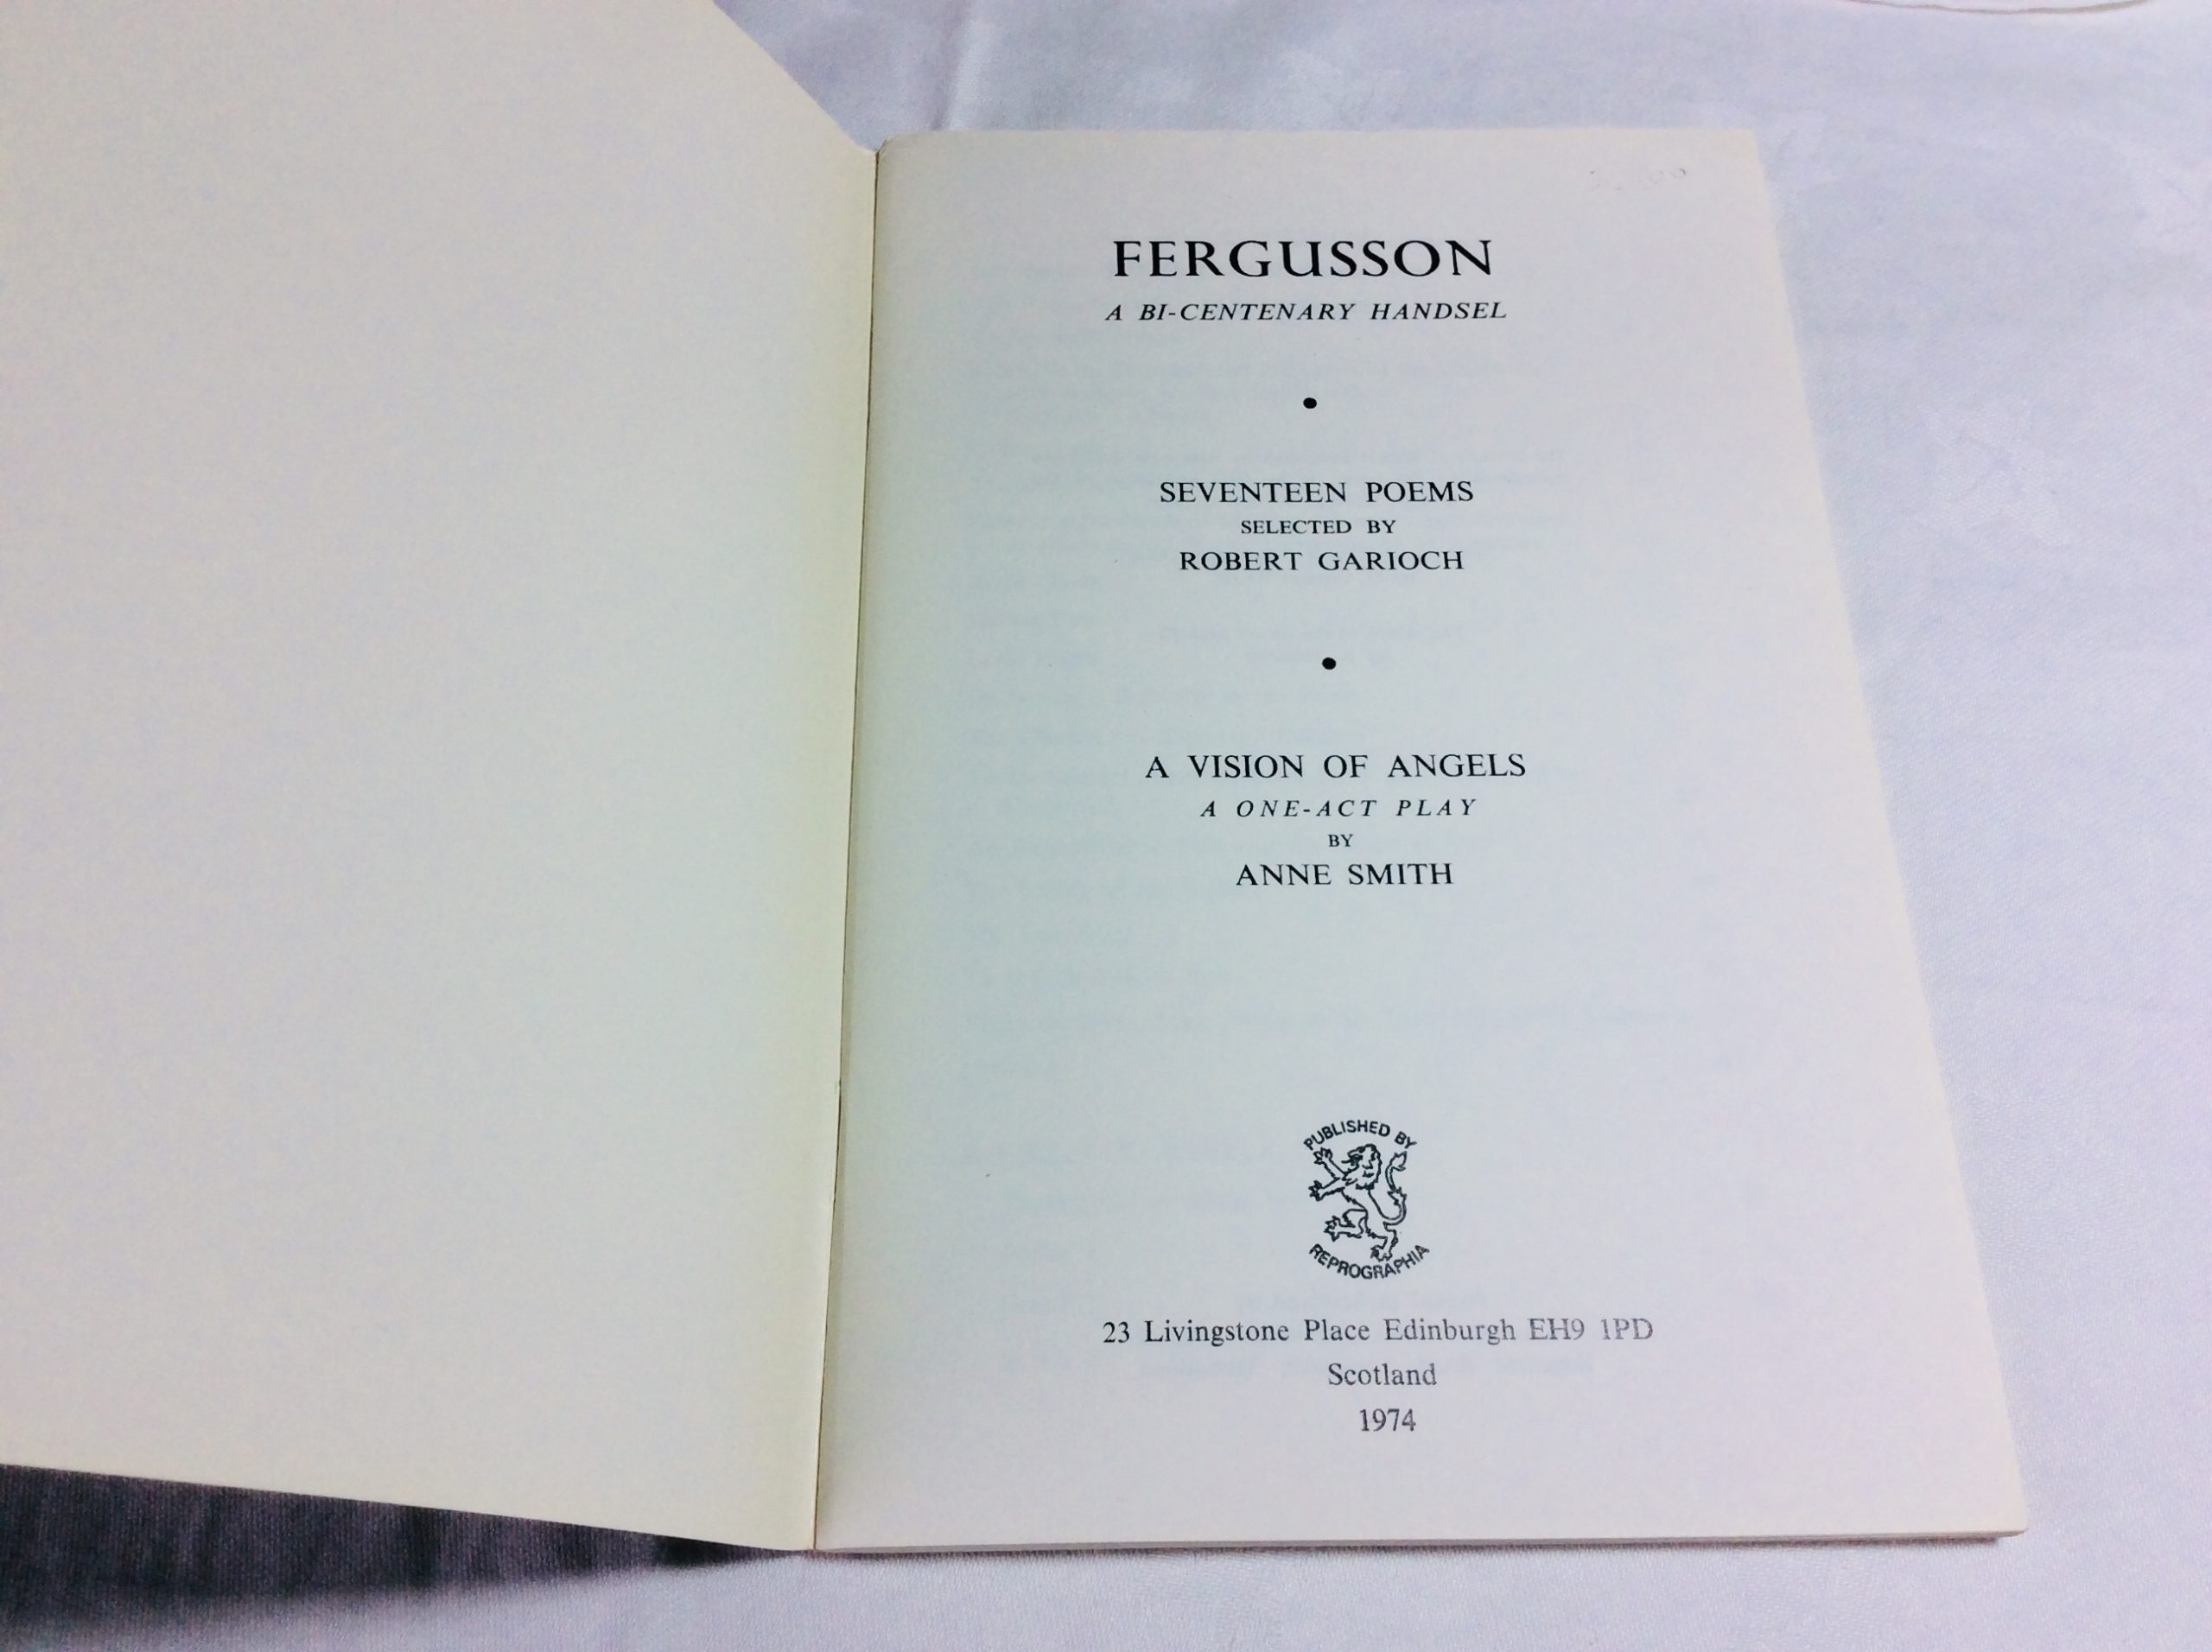 FERGUSSON
A BI-CENTENARY HANDSEL
SEVENTEEN POEMS
SELECTED BY
ROBERT GARIOCH
A VISION OF ANGELS
A ONE-ACT PLAY
BY
ANNE SMITH
PUBLISHED BY
REPROGRAPHIA
23 Livingstone Place Edinburgh EH9 1PD
Scotland
1974